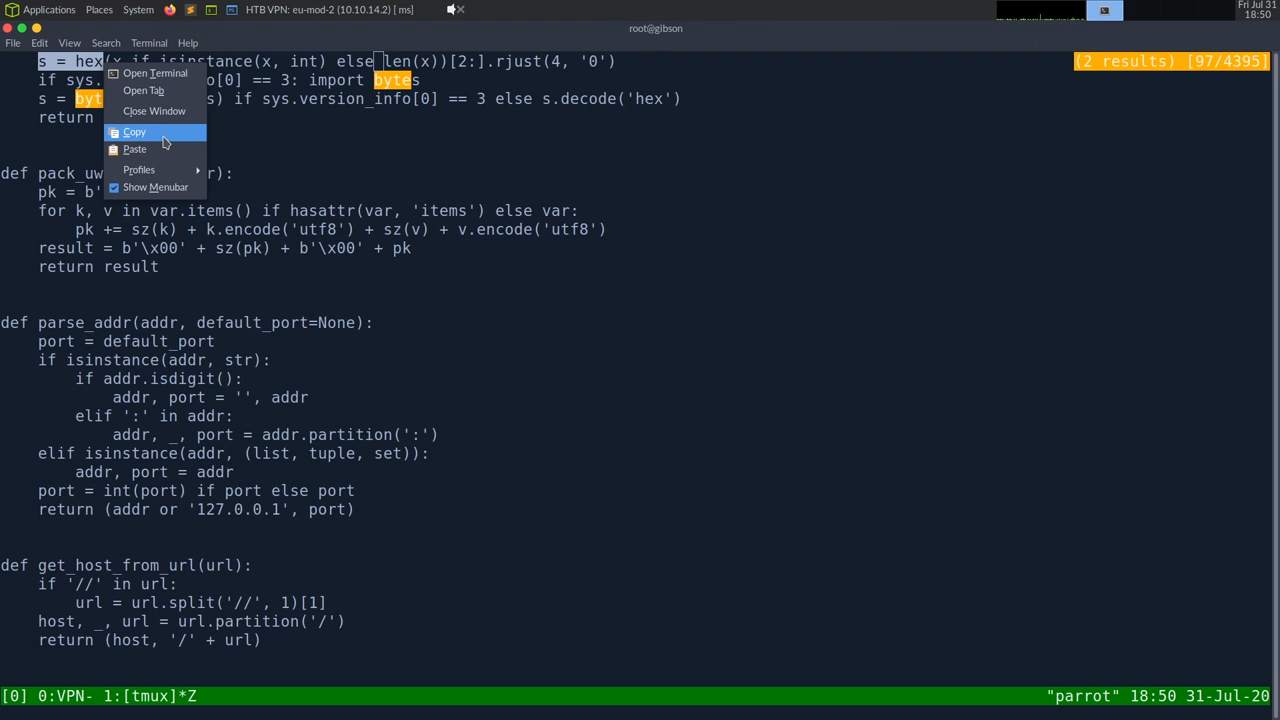 Applications Places System HTB VPN: eu-mod-2 (10.10.14.2) [ ms]
Fri Jul 31
18:50
root@gibson
File Edit View Search Terminal Help
s = hex(x if isinstance(x, int) else len(x))[2:].rjust(4, '0')
(2 results) [97/4395]
if sys. fo[0] == 3: import bytes
s = byt s) if sys.version_info[0] == 3 else s.decode('hex')
return
Open Terminal
Open Tab
Close Window
Copy
Paste
Profiles
Show Menubar
def pack_uw r):
pk = b'
for k, v in var.items() if hasattr(var, 'items') else var:
pk += sz(k) + k.encode('utf8') + sz(v) + v.encode('utf8')
result = b'\x00' + sz(pk) + b'\x00' + pk
return result
def parse_addr(addr, default_port=None):
port = default_port
if isinstance(addr, str):
if addr.isdigit():
addr, port = '', addr
elif ':' in addr:
addr, _, port = addr.partition(':')
elif isinstance(addr, (list, tuple, set)):
addr, port = addr
port = int(port) if port else port
return (addr or '127.0.0.1', port)
def get_host_from_url(url):
if '//' in url:
url = url.split('//', 1)[1]
host, _, url = url.partition('/')
return (host, '/' + url)
[0] 0:VPN- 1:[tmux]*Z
"parrot" 18:50 31-Jul-20